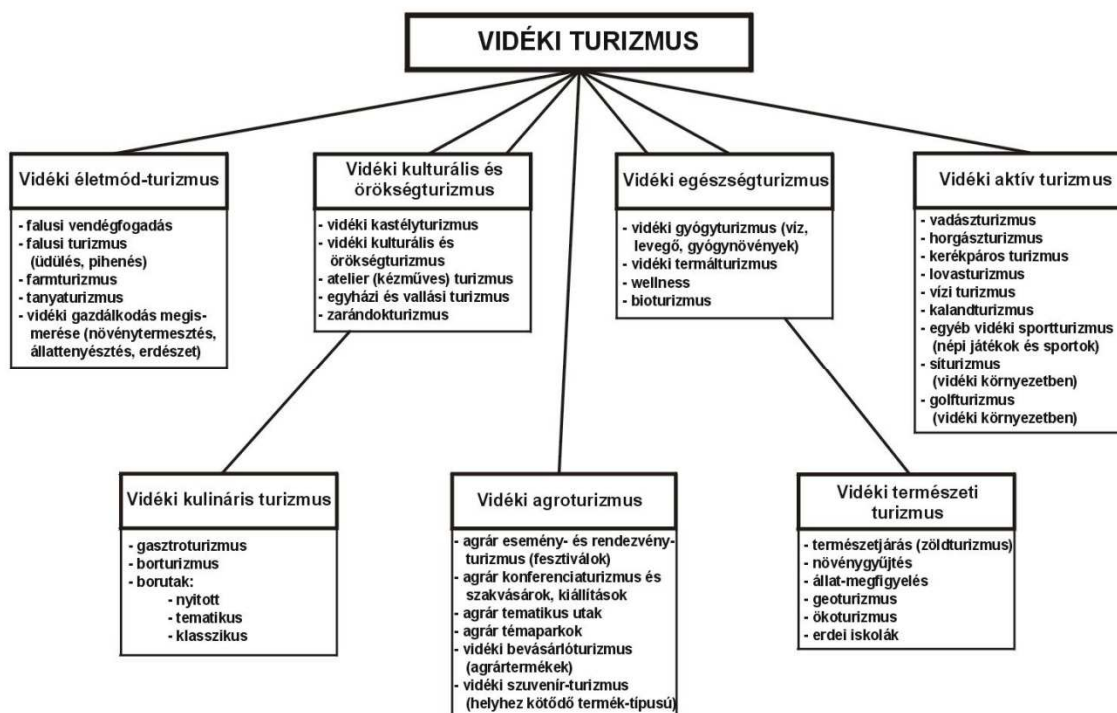 VIDÉKI TURIZMUS
Vidéki életmód-turizmus
- falusi vendégfogadás
- falusi turizmus
(üdülés, pihenés)
- farmturizmus
- tanyaturizmus
- vidéki gazdálkodás megis-
merése (növénytermesztés,
állattenyésztés, erdészet)
Vidéki kulturális és
örökségturizmus
- vidéki kastélyturizmus
- vidéki kulturális és
örökségturizmus
- atelier (kézműves) turizmus
- egyházi és vallási turizmus
- zarándokturizmus
Vidéki egészségturizmus
- vidéki gyógyturizmus (víz,
levegő, gyógynövények)
- vidéki termálturizmus
- wellness
- bioturizmus
Vidéki aktív turizmus
- vadászturizmus
- horgászturizmus
- kerékpáros turizmus
- lovasturizmus
- vízi turizmus
- kalandturizmus
- egyéb vidéki sportturizmus
(népi játékok és sportok)
- síturizmus
(vidéki környezetben)
- golfturizmus
(vidéki környezetben)
Vidéki kulináris turizmus
- gasztroturizmus
- borturizmus
- borutak:
- nyitott
- tematikus
- klasszikus
Vidéki agroturizmus
- agrár esemény- és rendezvény-
turizmus (fesztiválok)
- agrár konferenciaturizmus és
szakvásárok, kiállítások
- agrár tematikus utak
- agrár témaparkok
- vidéki bevásárlóturizmus
(agrártermékek)
- vidéki szuvenír-turizmus
(helyhez kötődő termék-típusú)
Vidéki természeti
turizmus
- természetjárás (zöldturizmus)
- növénygyűjtés
- állat-megfigyelés
- geoturizmus
- ökoturizmus
- erdei iskolák